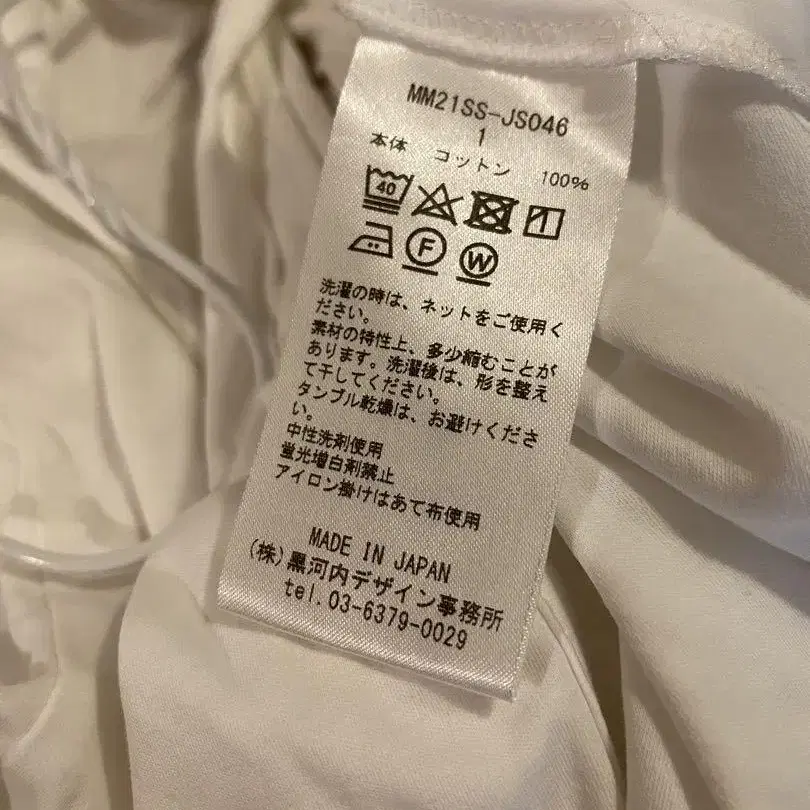 MM21SS-JS046
1
本体 コットン 100%
40
F W
洗濯の時は、ネットをご使用く
ださい。
素材の特性上、多少縮むことが
あります。洗濯後は、形を整え
て干してください。
タンブル乾燥は、お避けくださ
い。
中性洗剤使用
蛍光増白剤禁止
アイロン掛けはあて布使用
MADE IN JAPAN
(株)黒河内デザイン事務所
tel.03-6379-0029